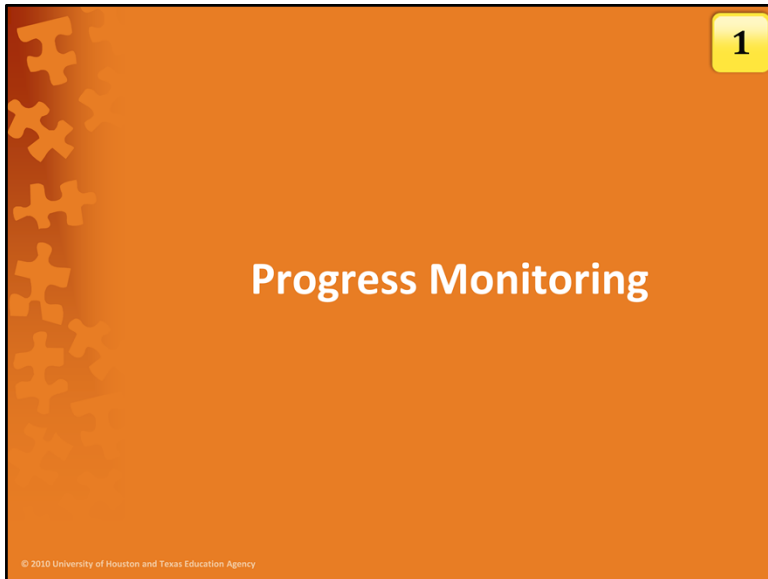 1
Progress Monitoring
© 2010 University of Houston and Texas Education Agency